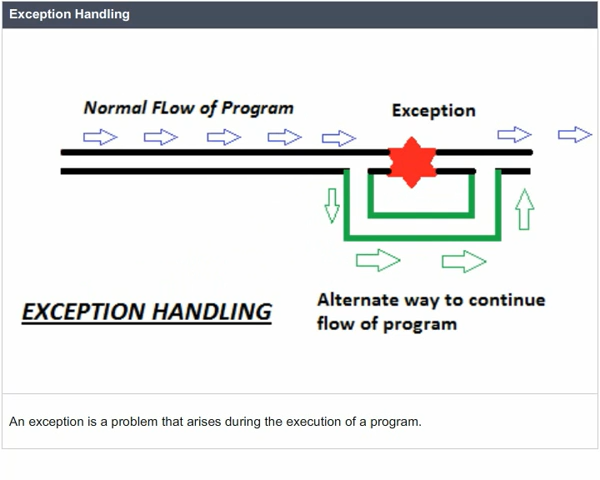 Exception Handling
Normal FLow of Program
Exception
EXCEPTION HANDLING
Alternate way to continue
flow of program
An exception is a problem that arises during the execution of a program.